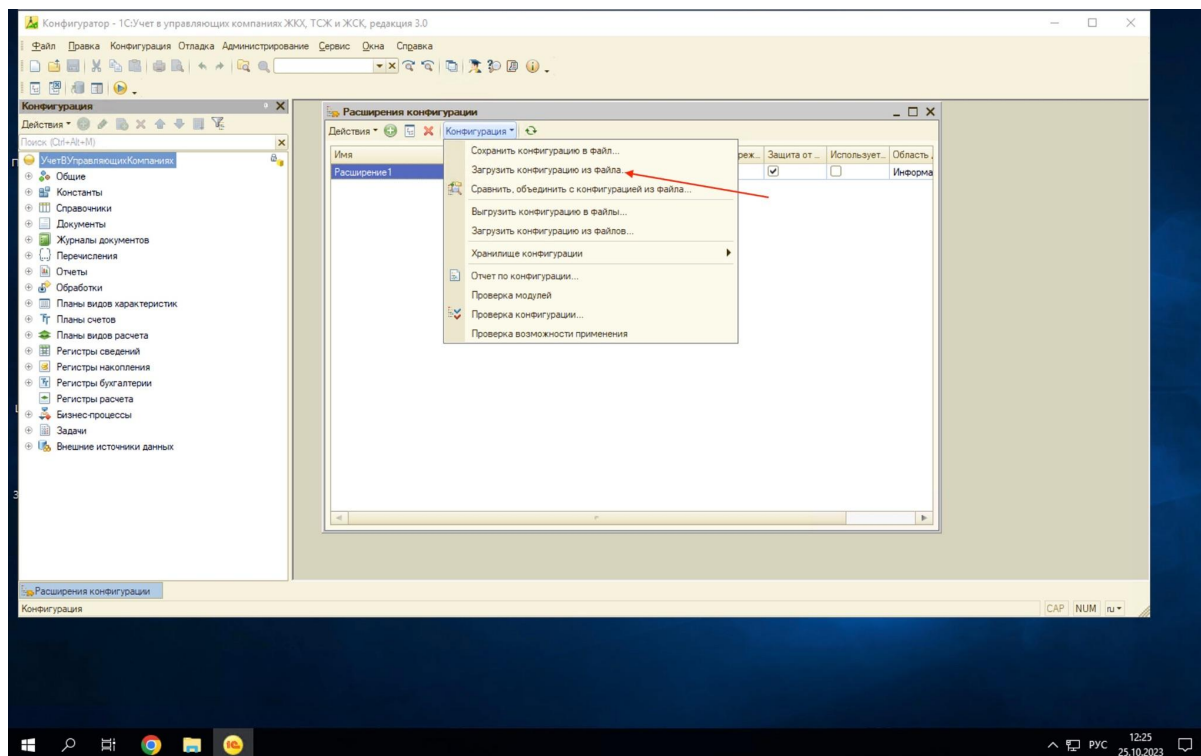 Конфигуратор - 1С:Учет в управляющих компаниях ЖКХ, ТСЖ и ЖСК, редакция 3.0
Файл Правка Конфигурация Отладка Администрирование Сервис Окна Справка
Конфигурация
Действия
Поиск (Ctrl+Alt+M)
УчетВУправляющихКомпаниях
Общие
Константы
Справочники
Документы
Журналы документов
Перечисления
Отчеты
Обработки
Планы видов характеристик
Планы счетов
Планы видов расчета
Регистры сведений
Регистры накопления
Регистры бухгалтерии
Регистры расчета
Бизнес-процессы
Задачи
Внешние источники данных
Расширения конфигурации
Действия Конфигурация
Имя реж... Защита от ... Использует... Область
Расширение1 Информа
Сохранить конфигурацию в файл...
Загрузить конфигурацию из файла...
Сравнить, объединить с конфигурацией из файла...
Выгрузить конфигурацию в файлы...
Загрузить конфигурацию из файлов...
Хранилище конфигурации
Отчет по конфигурации...
Проверка модулей
Проверка конфигурации...
Проверка возможности применения
Расширения конфигурации
Конфигурация
CAP NUM ru
РУС
12:25
25.10.2023